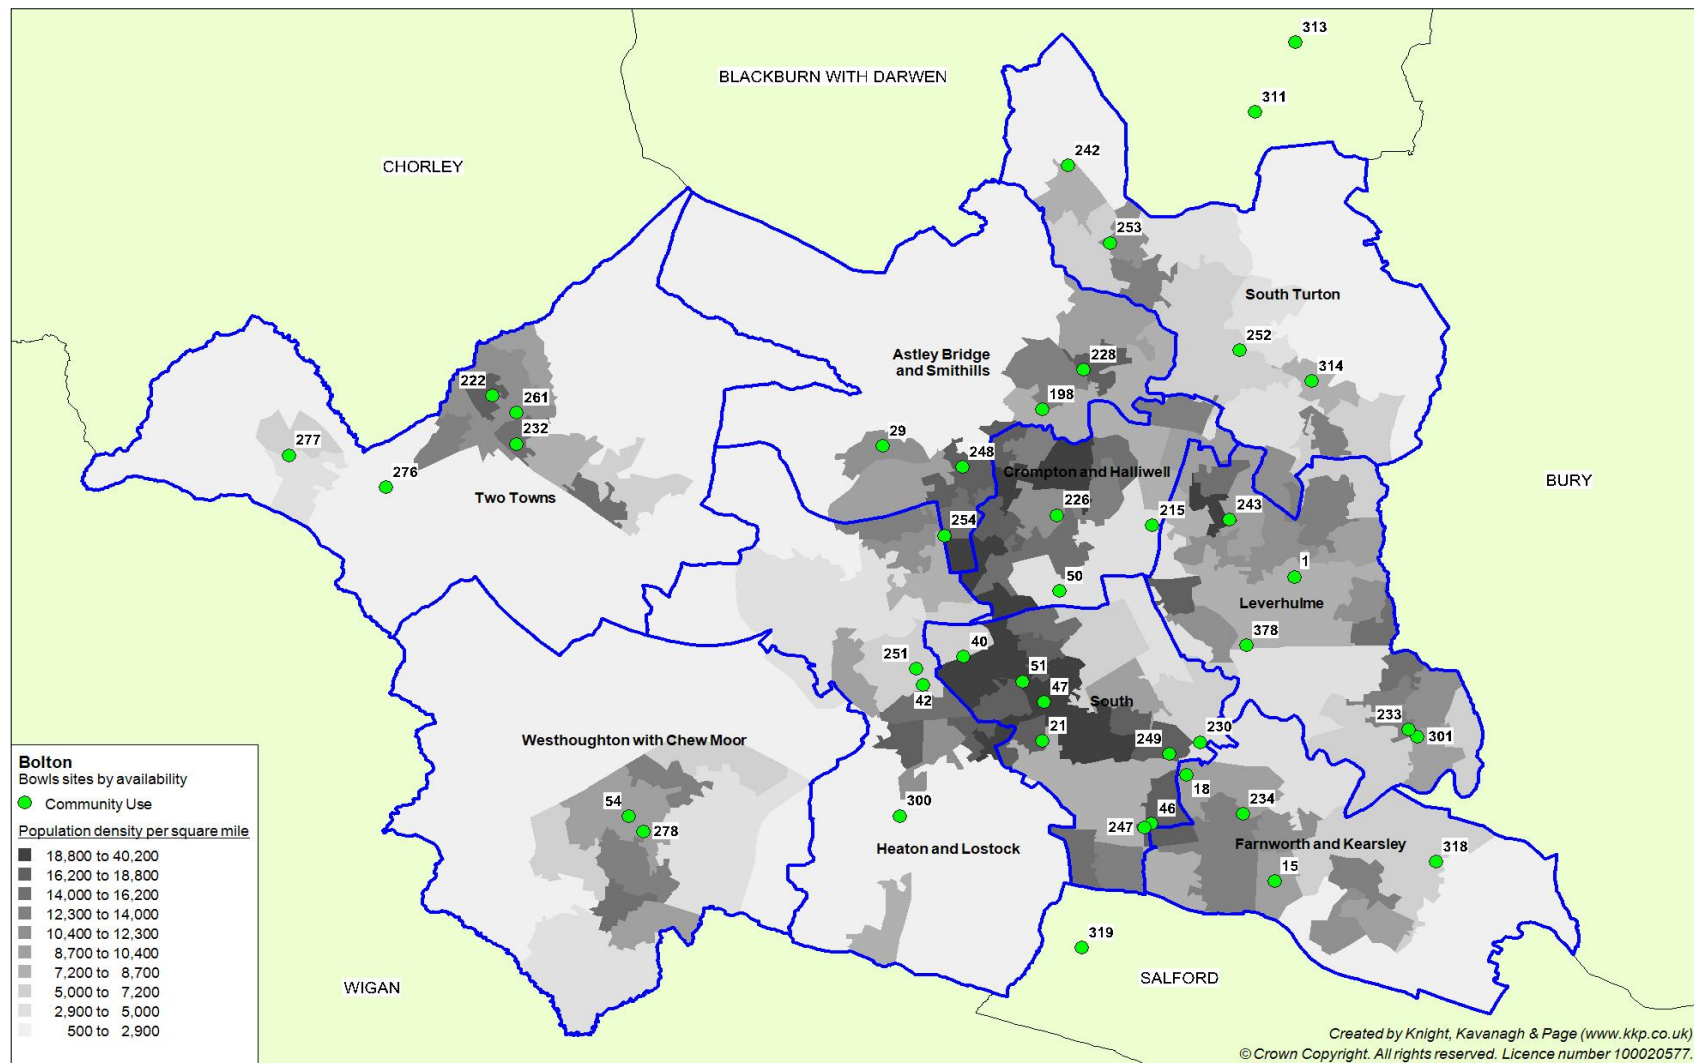 313
BLACKBURN WITH DARWEN
311
242
CHORLEY
253
South Turton
252
Astley Bridge
and Smithills
228
314
222
198
261
29
232
277
248
Crompton and Halliwell
276
BURY
Two Towns
226
215
243
254
1
50
Leverhulme
378
40
251
51
47
42
South
233
21
230
301
Westhoughton with Chew Moor
249
18
54
300
46
234
278
247
Heaton and Lostock
Farnworth and Kearsley
318
15
319
SALFORD
WIGAN
Bolton
Bowls sites by availability
Community Use
Population density per square mile
18,800 to 40,200
16,200 to 18,800
14,000 to 16,200
12,300 to 14,000
10,400 to 12,300
8,700 to 10,400
7,200 to 8,700
5,000 to 7,200
2,900 to 5,000
500 to 2,900
Created by Knight, Kavanagh & Page (www.kkp.co.uk)
© Crown Copyright. All rights reserved. Licence number 100020577.